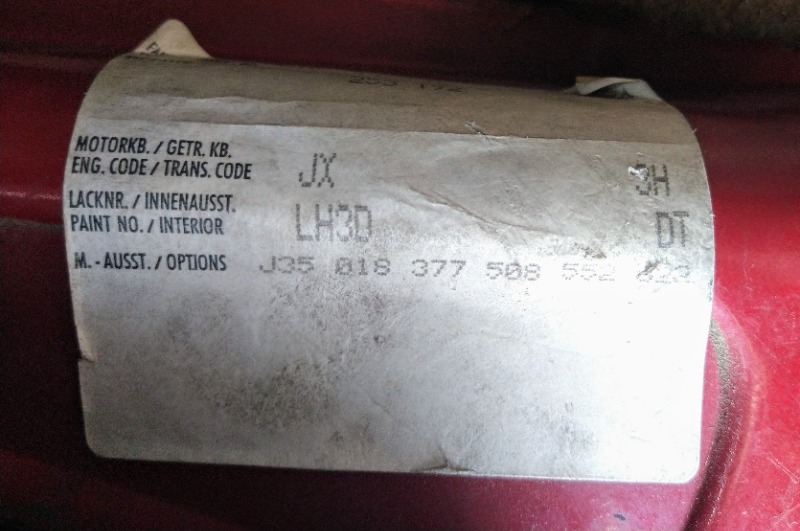 MOTORKB. / GETR. KB.
ENG. CODE / TRANS. CODE JX
LACKNR. / INNENAUSST.
PAINT NO. / INTERIOR LH3D DT
M. - AUSST. / OPTIONS J35 018 377 508 552